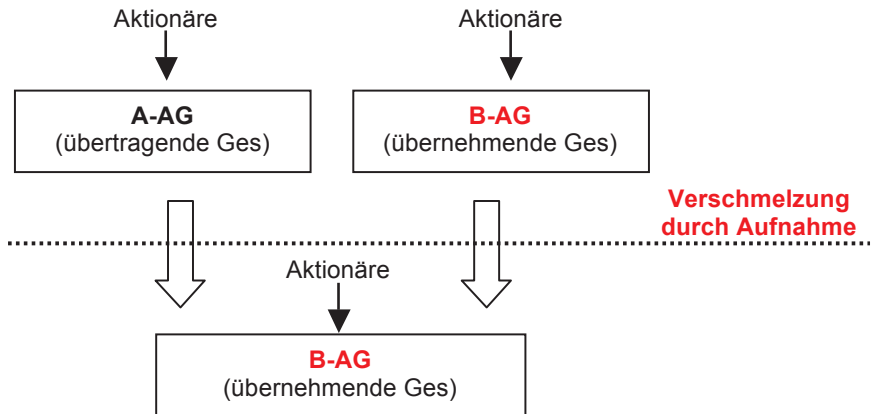 Aktionäre
Aktionäre
A-AG
(übertragende Ges)
B-AG
(übernehmende Ges)
Verschmelzung
durch Aufnahme
Aktionäre
B-AG
(übernehmende Ges)